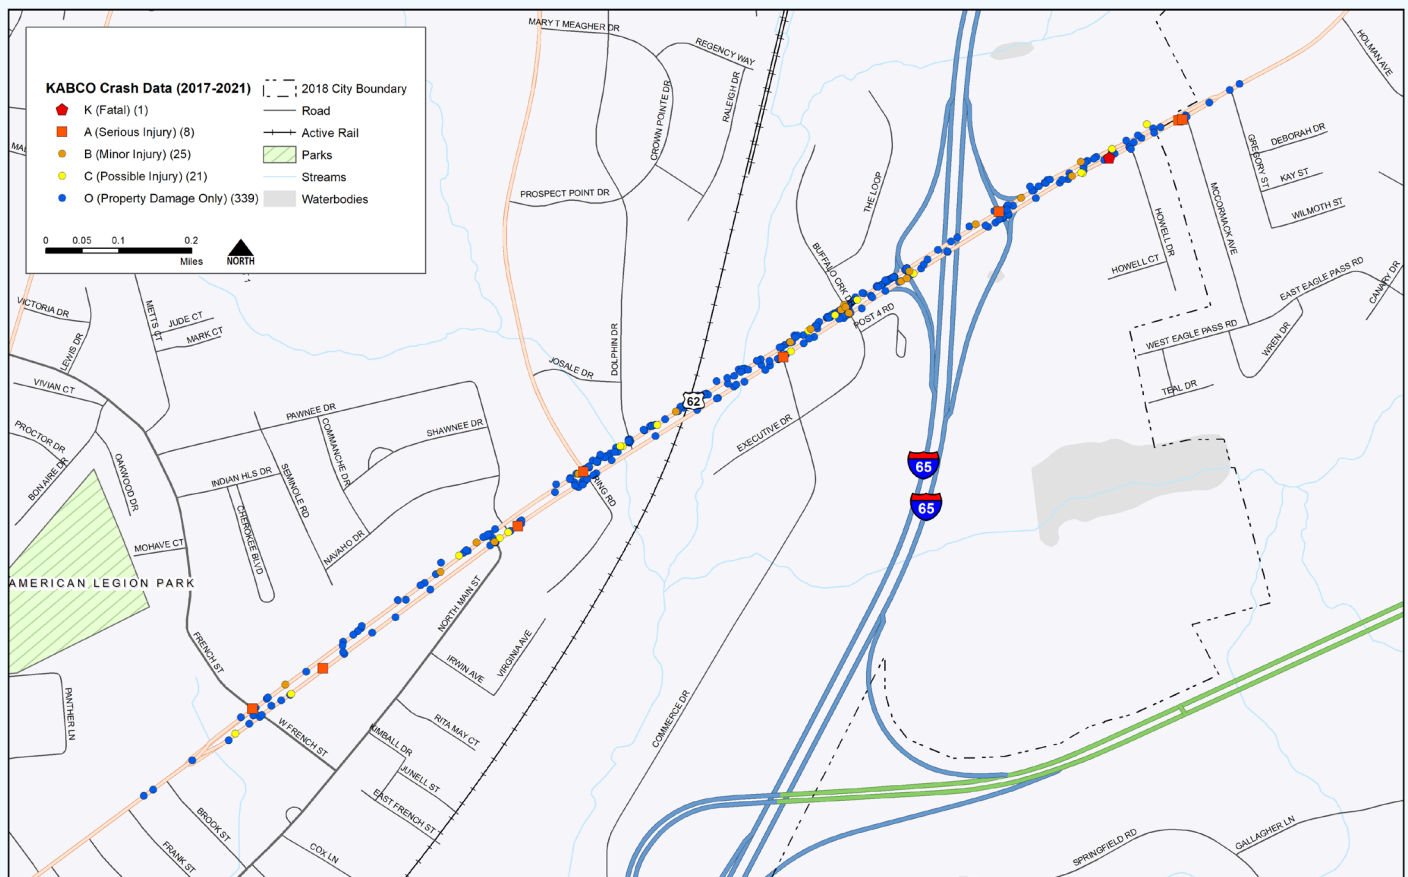 KABCO Crash Data (2017-2021)
K (Fatal) (1)
A (Serious Injury) (8)
B (Minor Injury) (25)
C (Possible Injury) (21)
O (Property Damage Only) (339)
2018 City Boundary
Road
Active Rail
Parks
Streams
Waterbodies
0 0.05 0.1 0.2
Miles
NORTH
MARY T MEAGHER DR
REGENCY WAY
RALEIGH DR
CROWN POINTE DR
PROSPECT POINT DR
THE LOOP
BUFFALO CRK D
POST 4 RD
HOLMAN AVE
DEBORAH DR
GREGORY ST
KAY ST
WILMOTH ST
MCCORMACK AVE
HOWELL DR
HOWELL CT
EAST EAGLE PASS RD
CANARY DR
WEST EAGLE PASS RD
WREN DR
TEAL DR
VICTORIA DR
LEWIS DR
METTS CT
JUDE CT
MARK CT
VIVIAN CT
PROCTOR DR
BONAIRE DR
OAKWOOD DR
MOHAVE CT
PAWNEE DR
COMMANCHE DR
SHAWNEE DR
INDIAN HLS DR
SEMINOLE RD
CHEROKEE BLVD
NAVAHO DR
JOSALE DR
DOLPHIN DR
62
RING RD
EXECUTIVE DR
65
65
AMERICAN LEGION PARK
FRENCH ST
NORTH MAIN ST
VIRGINIA AVE
IRWIN AVE
PANTHER LN
W FRENCH ST
RITA MAY CT
KIMBALL DR
JUNELL ST
EAST FRENCH ST
BROOK ST
FRANK ST
COX LN
COMMERCE DR
SPRINGFIELD RD
GALLAGHER LN